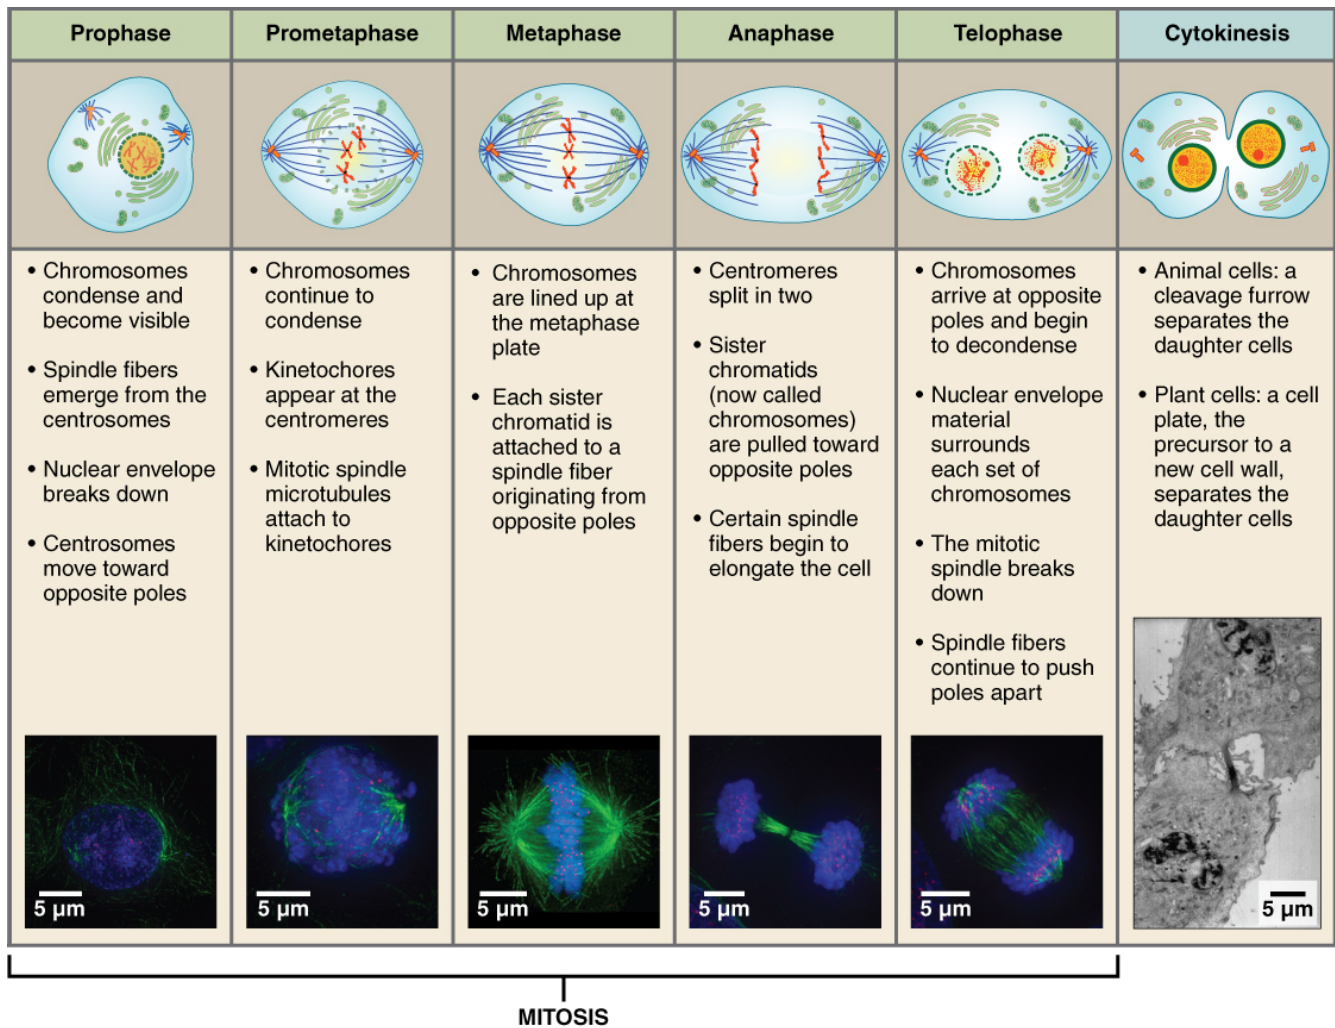 Prophase
Prometaphase
Metaphase
Anaphase
Telophase
Cytokinesis
• Chromosomes
condense and
become visible
• Spindle fibers
emerge from the
centrosomes
• Nuclear envelope
breaks down
• Centrosomes
move toward
opposite poles
• Chromosomes
continue to
condense
• Kinetochores
appear at the
centromeres
• Mitotic spindle
microtubules
attach to
kinetochores
• Chromosomes
are lined up at
the metaphase
plate
• Each sister
chromatid is
attached to a
spindle fiber
originating from
opposite poles
• Centromeres
split in two
• Sister
chromatids
(now called
chromosomes)
are pulled toward
opposite poles
• Certain spindle
fibers begin to
elongate the cell
• Chromosomes
arrive at opposite
poles and begin
to decondense
• Nuclear envelope
material
surrounds
each set of
chromosomes
• The mitotic
spindle breaks
down
• Spindle fibers
continue to push
poles apart
• Animal cells: a
cleavage furrow
separates the
daughter cells
• Plant cells: a cell
plate, the
precursor to a
new cell wall,
separates the
daughter cells
5 µm
5 µm
5 µm
5 µm
5 µm
5 µm
MITOSIS